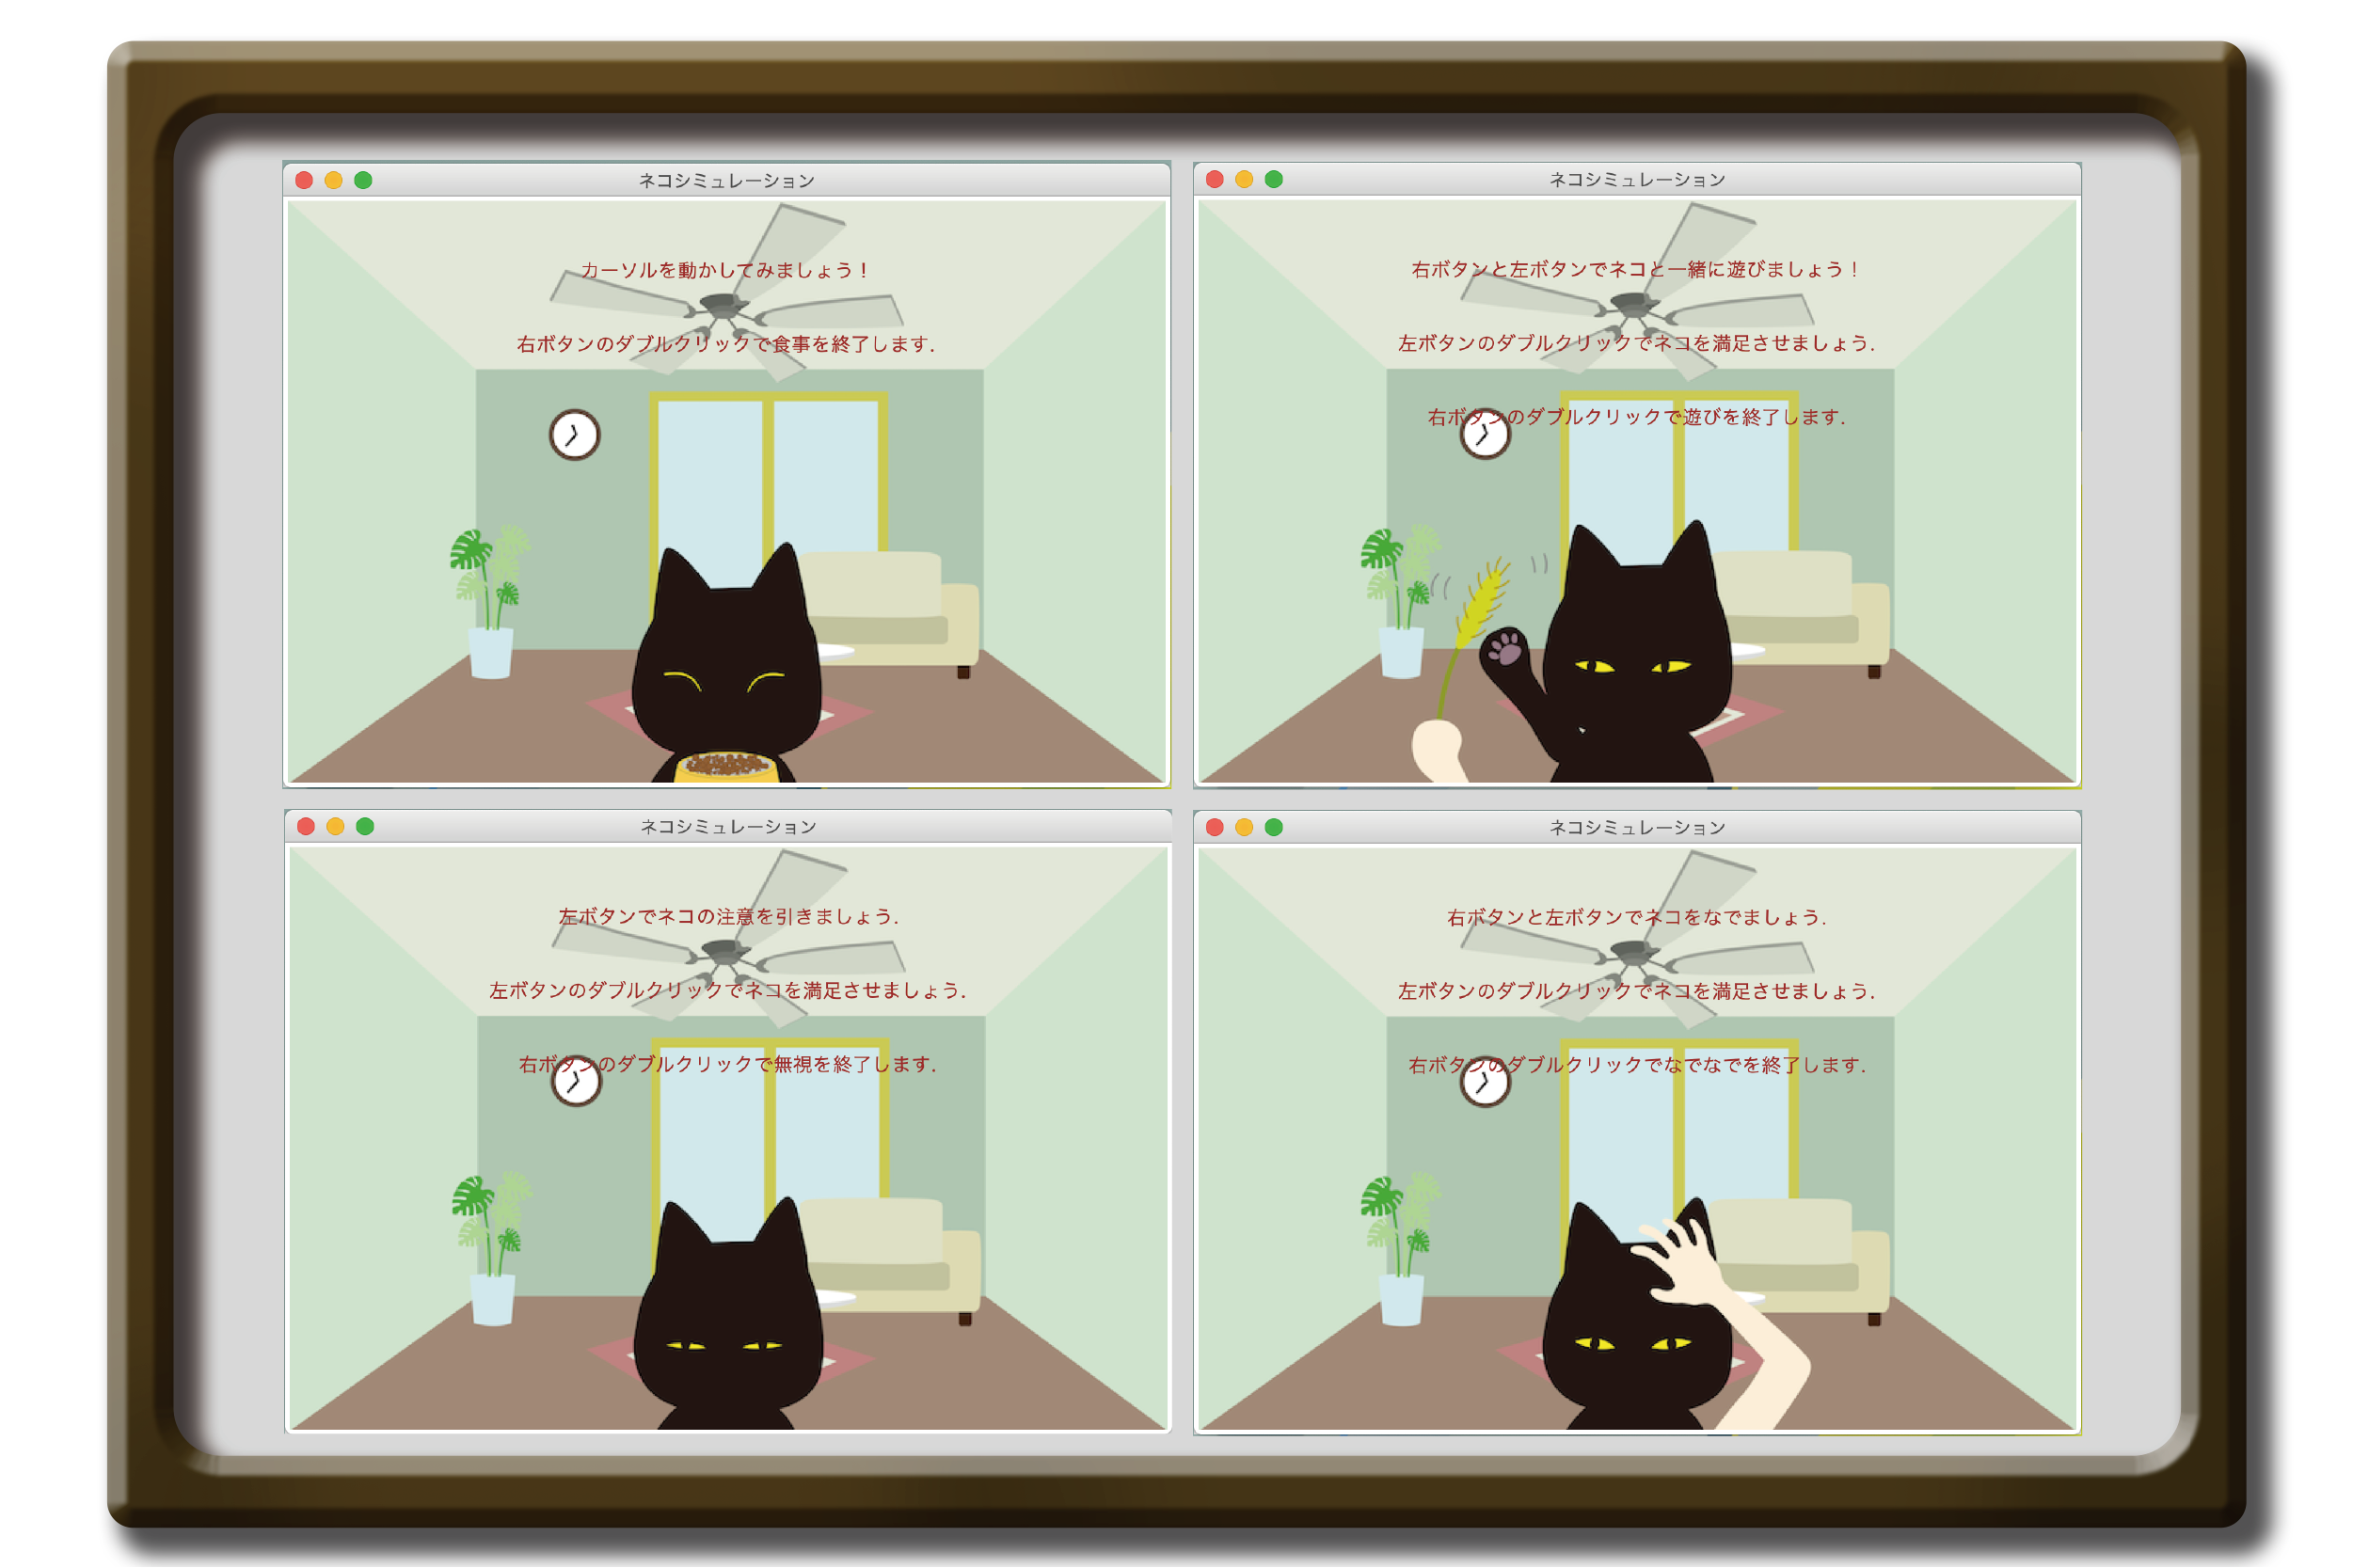 ネコシミュレーション
カーソルを動かしてみましょう！
右ボタンのダブルクリックで食事を終了します.
ネコシミュレーション
右ボタンと左ボタンでネコと一緒に遊びましょう！
左ボタンのダブルクリックでネコを満足させましょう.
右ボタンのダブルクリックで遊びを終了します.
ネコシミュレーション
左ボタンでネコの注意を引きましょう.
左ボタンのダブルクリックでネコを満足させましょう.
右ボタンのダブルクリックで無視を終了します.
ネコシミュレーション
右ボタンと左ボタンでネコをなでましょう.
左ボタンのダブルクリックでネコを満足させましょう.
右ボタンのダブルクリックでなでなでを終了します.